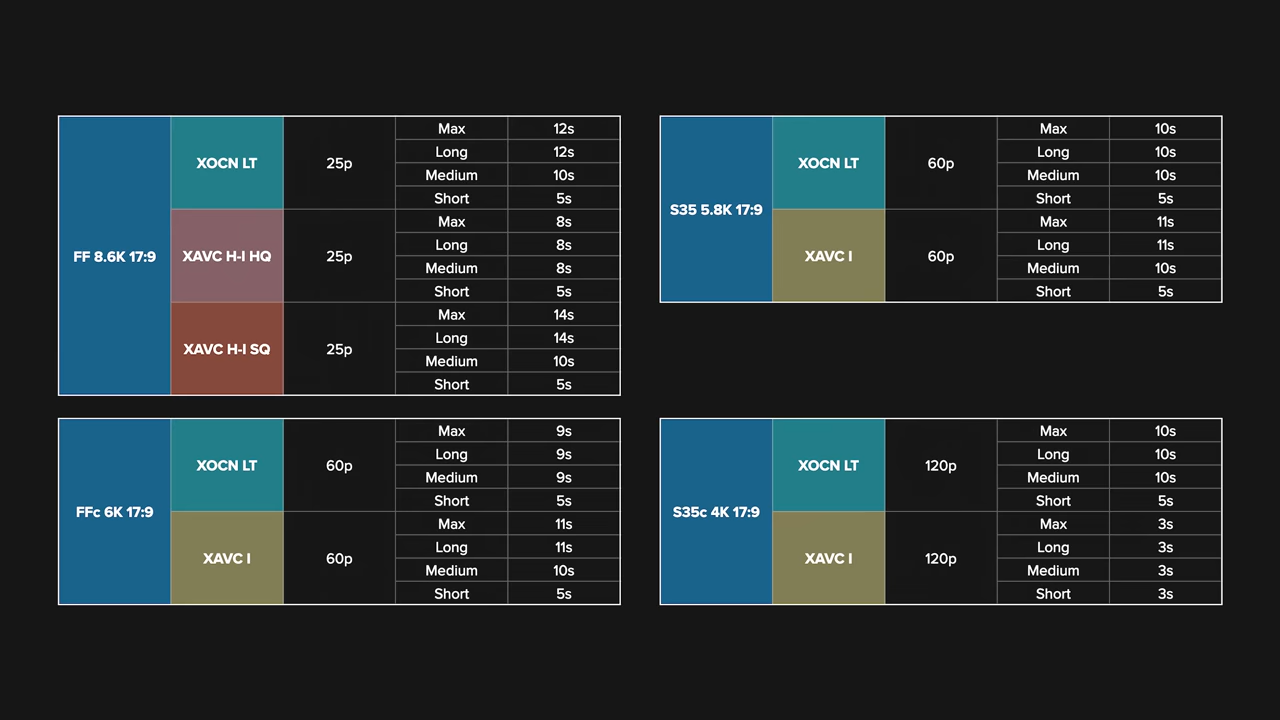 FF 8.6K 17:9
XOCN LT
25p
Max 12s
Long 12s
Medium 10s
Short 5s
XAVC H-I HQ
25p
Max 8s
Long 8s
Medium 8s
Short 5s
XAVC H-I SQ
25p
Max 14s
Long 14s
Medium 10s
Short 5s
S35 5.8K 17:9
XOCN LT
60p
Max 10s
Long 10s
Medium 10s
Short 5s
XAVC I
60p
Max 11s
Long 11s
Medium 10s
Short 5s
FFc 6K 17:9
XOCN LT
60p
Max 9s
Long 9s
Medium 9s
Short 5s
XAVC I
60p
Max 11s
Long 11s
Medium 10s
Short 5s
S35c 4K 17:9
XOCN LT
120p
Max 10s
Long 10s
Medium 10s
Short 5s
XAVC I
120p
Max 3s
Long 3s
Medium 3s
Short 3s